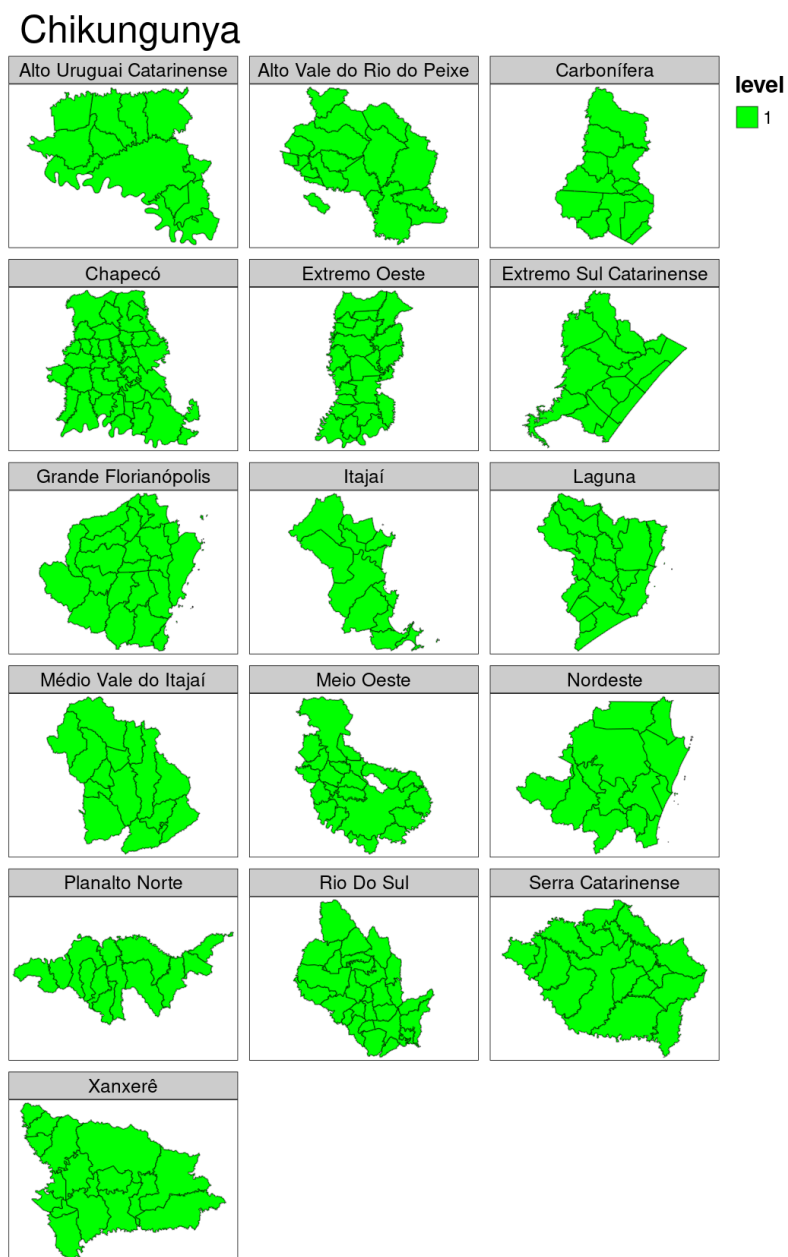 Chikungunya
Alto Uruguai Catarinense
Alto Vale do Rio do Peixe
Carbonífera
level
1
Chapecó
Extremo Oeste
Extremo Sul Catarinense
Grande Florianópolis
Itajaí
Laguna
Médio Vale do Itajaí
Meio Oeste
Nordeste
Planalto Norte
Rio Do Sul
Serra Catarinense
Xanxerê